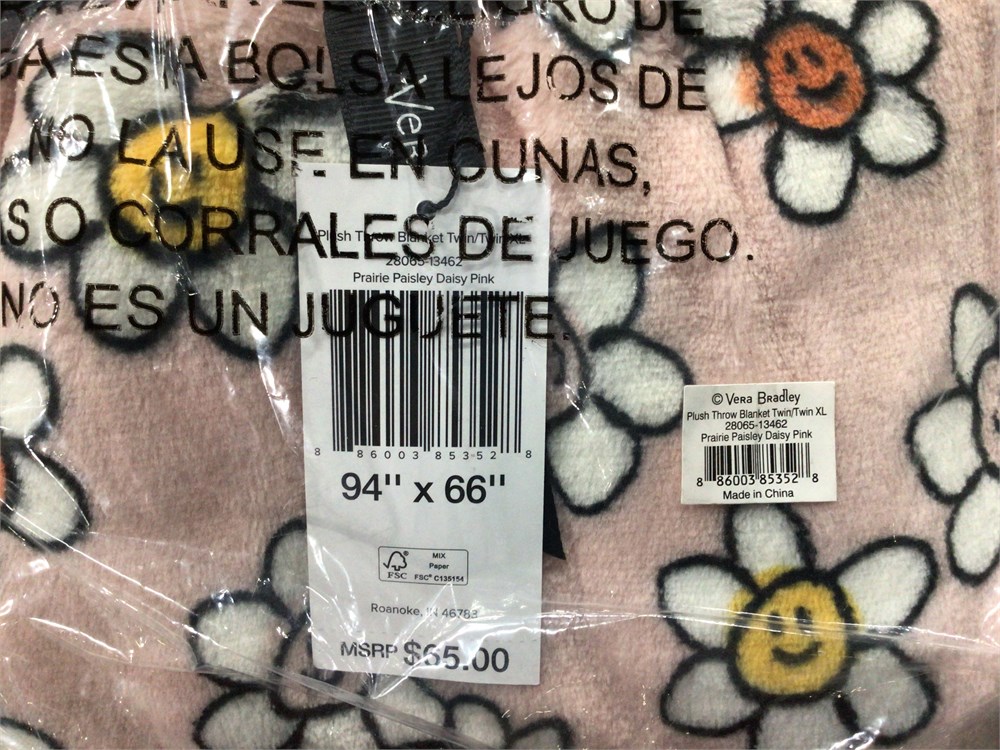 DE
BOLSA LEJOS DE
NO LA USE EN CUNAS,
SO CORRALES DE JUEGO.
NO ES UN JUGUETE.
Ver
Plush Throw Blanket Twin/Twin XL
28065-13462
Prairie Paisley Daisy Pink
8 86003 85352 8
94" x 66"
FSC®
MIX
Paper
FSC® C135154
Roanoke, IN 46783
MSRP $65.00
© Vera Bradley
Plush Throw Blanket Twin/Twin XL
28065-13462
Prairie Paisley Daisy Pink
8 86003 85352 8
Made in China